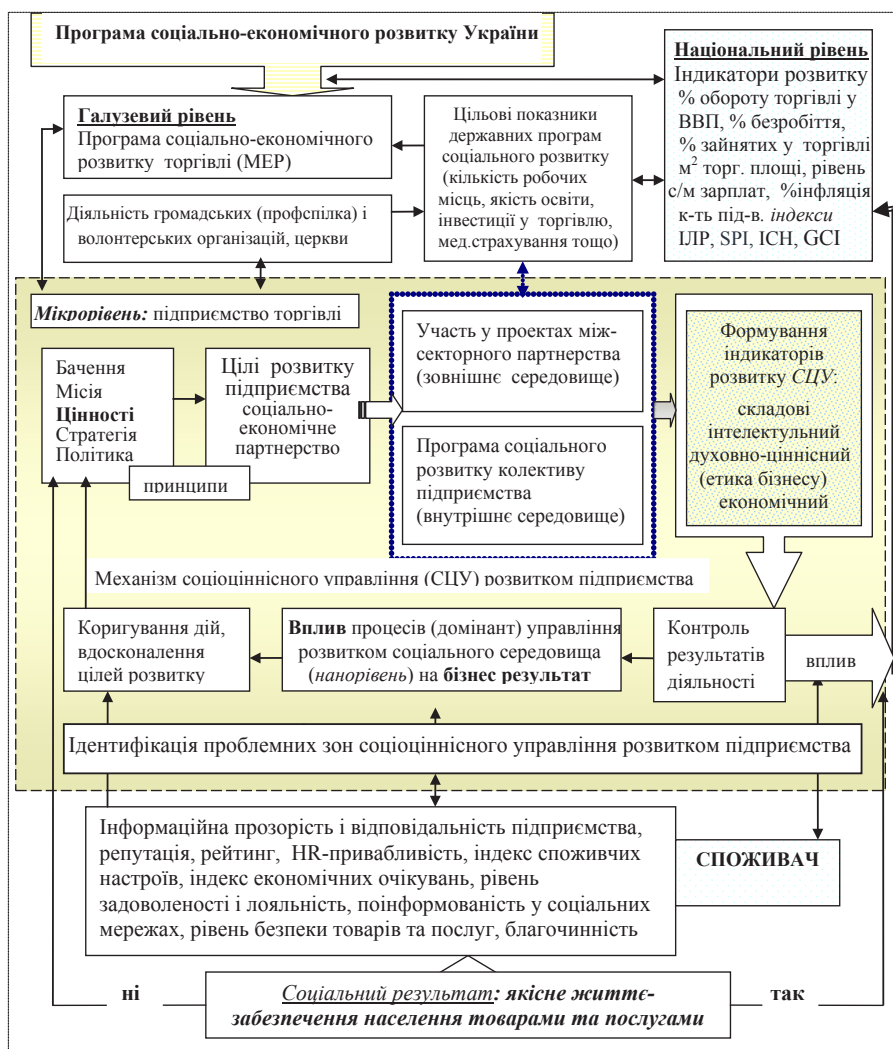 Програма соціально-економічного розвитку України
Національний рівень
Індикатори розвитку
% обороту торгівлі у
ВВП, % безробіття,
% зайнятих у торгівлі
м² торг. площі, рівень
с/м зарплат, %інфляція
к-ть під-в. індекси
ІЛР, SPI, ІСН, GCI
Галузевий рівень
Програма соціально-економічного
розвитку торгівлі (МЕР)
Цільові показники
державних програм
соціального розвитку
(кількість робочих
місць, якість освіти,
інвестиції у торгівлю,
мед.страхування тощо)
Діяльність громадських (профспілка) і
волонтерських організацій, церкви
Мікрорівень: підприємство торгівлі
Бачення
Місія
Цінності
Стратегія
Політика
принципи
Цілі розвитку
підприємства
соціально-
економічне
партнерство
Участь у проектах між-
секторного партнерства
(зовнішнє середовище)
Програма соціального
розвитку колективу
підприємства
(внутрішнє середовище)
Формування
індикаторів
розвитку СЦУ:
складові
інтелектульний
духовно-ціннісний
(етика бізнесу)
економічний
Механізм соціоціннісного управління (СЦУ) розвитком підприємства
Коригування дій,
вдосконалення
цілей розвитку
Вплив процесів (домінант) управління
розвитком соціального середовища
(нанорівень) на бізнес результат
Контроль
результатів
діяльності
вплив
Ідентифікація проблемних зон соціоціннісного управління розвитком підприємства
Інформаційна прозорість і відповідальність підприємства,
репутація, рейтинг, HR-привабливість, індекс споживчих
настроїв, індекс економічних очікувань, рівень
задоволеності і лояльність, поінформованість у соціальних
мережах, рівень безпеки товарів та послуг, благочинність
СПОЖИВАЧ
ні
Соціальний результат: якісне життє-
забезпечення населення товарами та послугами
так